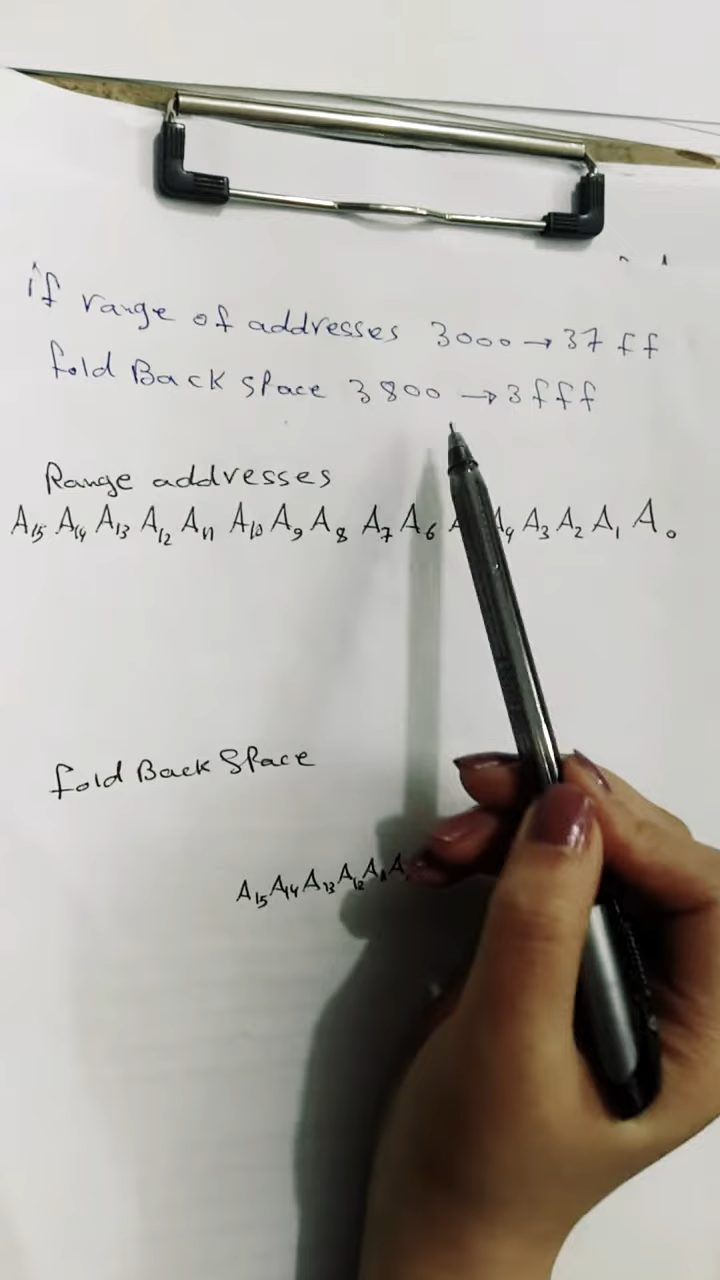 if range of addresses 3000 → 37ff
fold Back Space 3800 → 3fff
Range addresses
A15 A14 A13 A12 A11 A10 A9 A8 A7 A6 A4 A3 A2 A1 A0
fold Back Space
A15 A14 A13 A12 A11